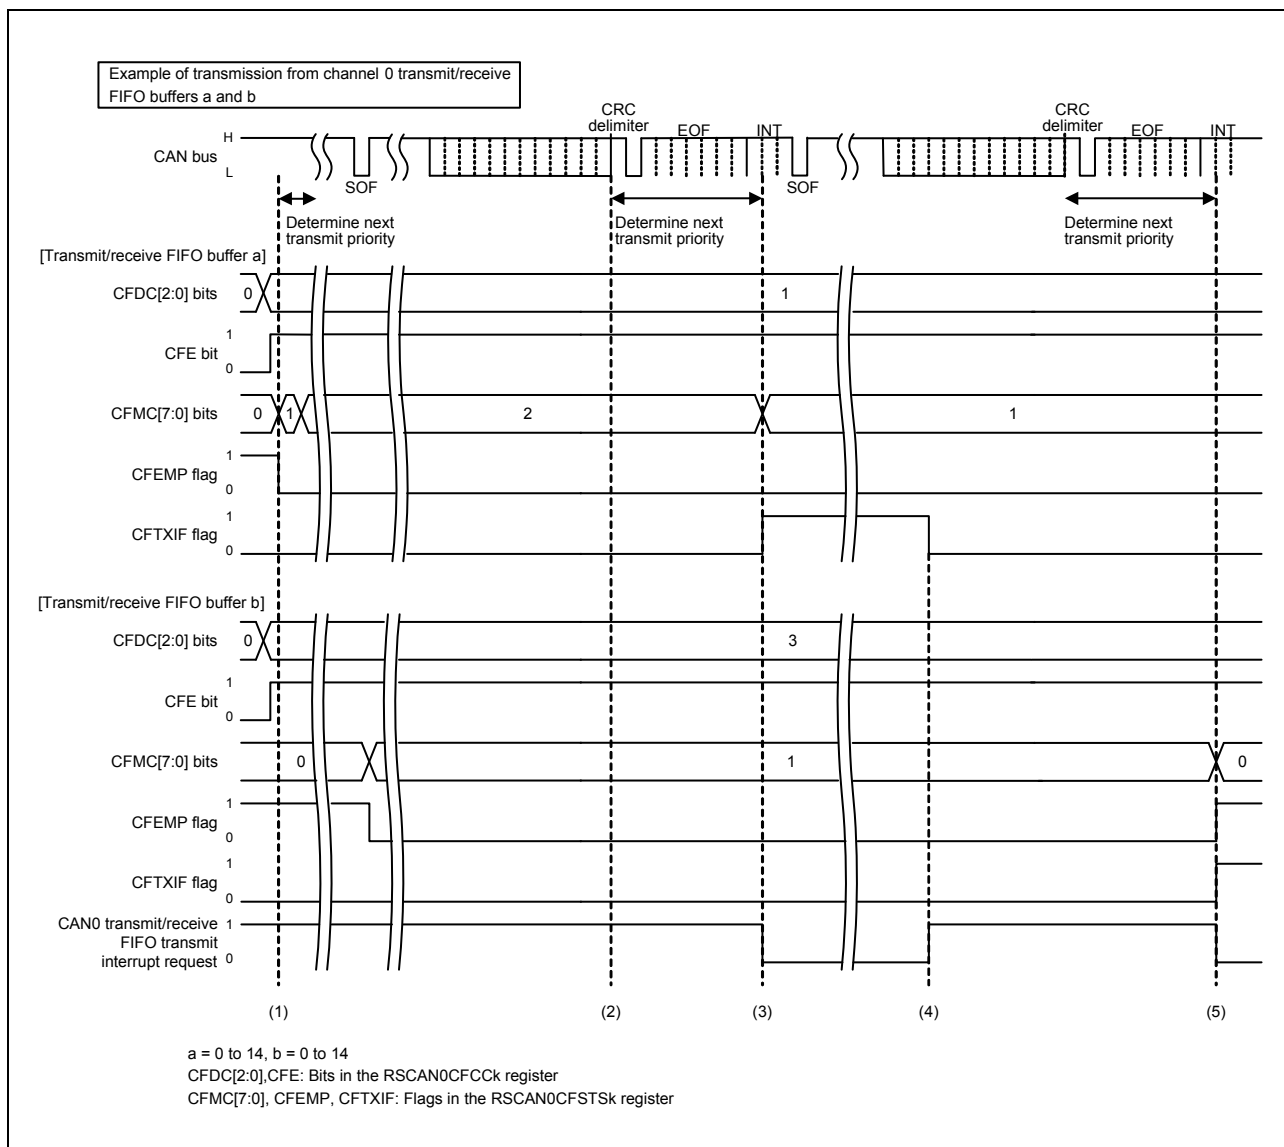 Example of transmission from channel 0 transmit/receive
FIFO buffers a and b
CRC
delimiter
EOF
INT
CRC
delimiter
EOF
INT
H
CAN bus
L
SOF
SOF
Determine next
transmit priority
Determine next
transmit priority
Determine next
transmit priority
[Transmit/receive FIFO buffer a]
CFDC[2:0] bits
0
1
1
CFE bit
0
CFMC[7:0] bits
0
1
2
1
1
CFEMP flag
0
1
CFTXIF flag
0
[Transmit/receive FIFO buffer b]
CFDC[2:0] bits
0
3
1
CFE bit
0
CFMC[7:0] bits
0
1
0
1
CFEMP flag
0
1
CFTXIF flag
0
CAN0 transmit/receive 1
FIFO transmit
interrupt request 0
(1)
(2)
(3)
(4)
(5)
a = 0 to 14, b = 0 to 14
CFDC[2:0],CFE: Bits in the RSCAN0CFCCk register
CFMC[7:0], CFEMP, CFTXIF: Flags in the RSCAN0CFSTSk register